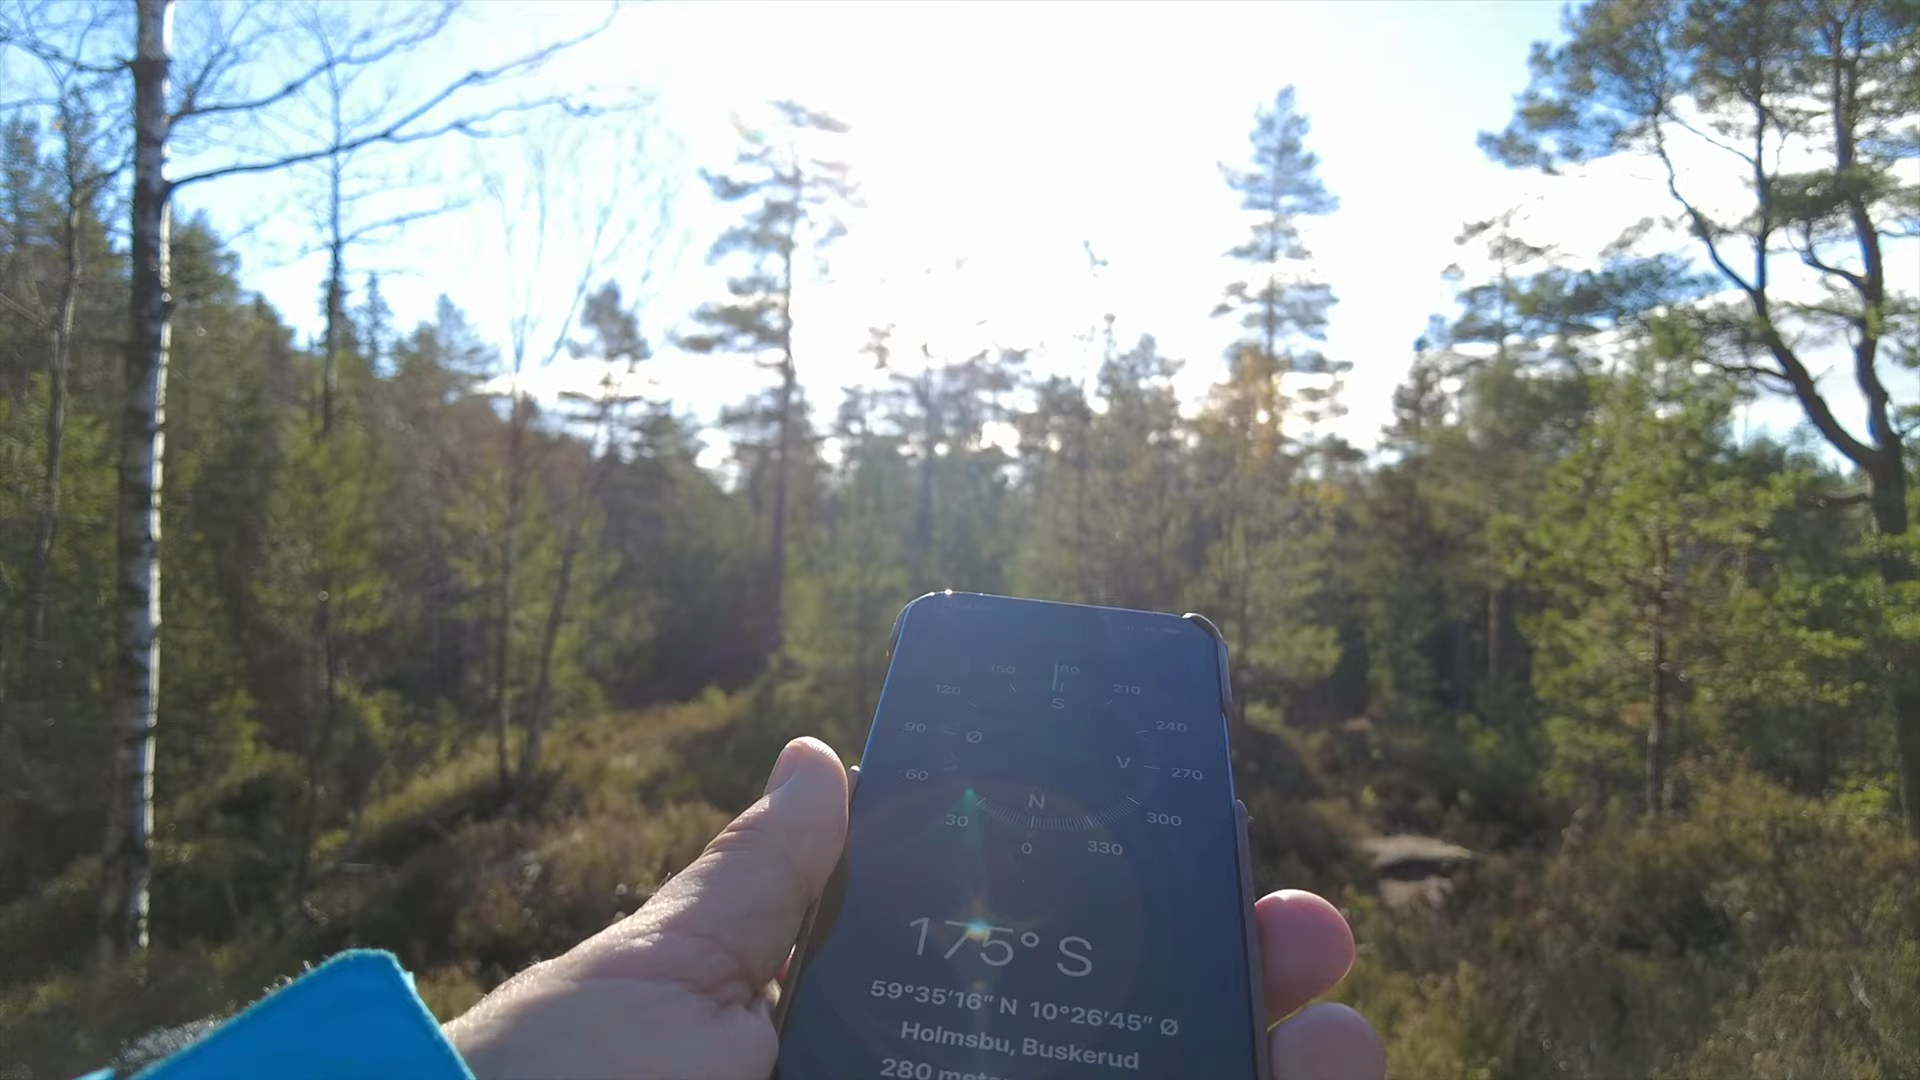 150 180
120 S 210
90 Ø 240
60 V 270
30 N 300
0 330
175° S
59°35'16" N 10°26'45" Ø
Holmsbu, Buskerud
280